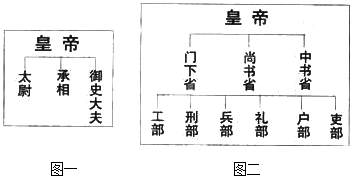 皇帝
太尉
承相
御史大夫
图一
皇帝
门下省
尚书省
中书省
工部
刑部
兵部
礼部
户部
吏部
图二